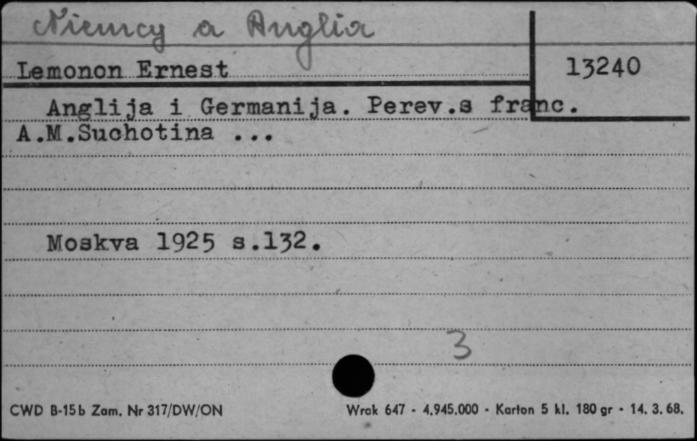 Niemcy a Anglia
Lemonon Ernest
13240
Anglija i Germanija. Perev.s franc.
A.M.Suchotina ...
Moskva 1925 s.132.
3
CWD B-15b Zam. Nr 317/DW/ON
Wrak 647 - 4.945.000 - Karton 5 kl. 180 gr - 14. 3. 68.